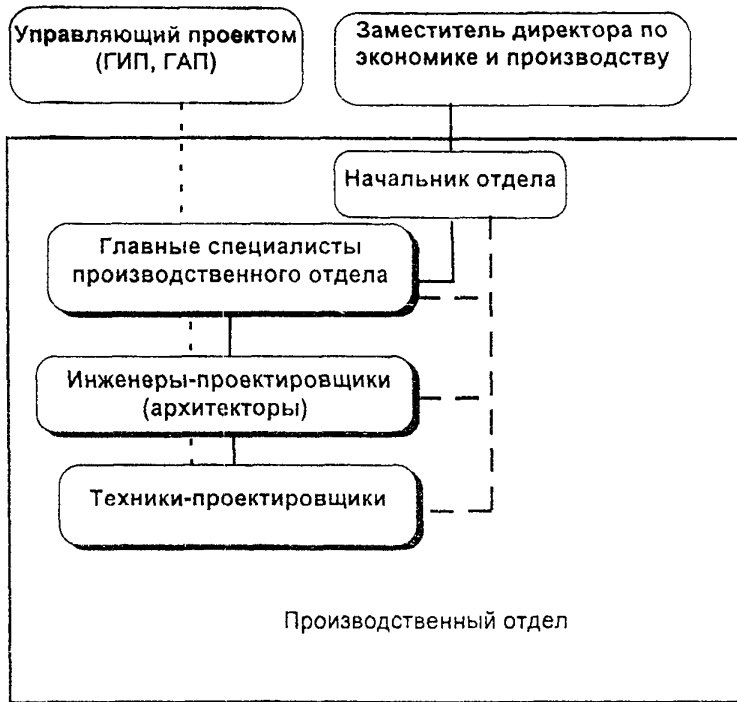 Управляющий проектом
(ГИП, ГАП)
Заместитель директора по
экономике и производству
Начальник отдела
Главные специалисты
производственного отдела
Инженеры-проектировщики
(архитекторы)
Техники-проектировщики
Производственный отдел